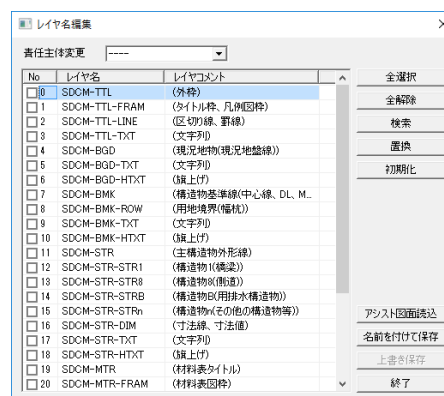 レイヤ名編集
責任主体変更 ----
No レイヤ名 レイヤコメント
0 SDCM-TTL (外枠)
1 SDCM-TTL-FRAM (タイトル枠、凡例図枠)
2 SDCM-TTL-LINE (区切り線、罫線)
3 SDCM-TTL-TXT (文字列)
4 SDCM-BGD (現況地物(現況地盤線))
5 SDCM-BGD-TXT (文字列)
6 SDCM-BGD-HTXT (旗上げ)
7 SDCM-BMK (構造物基準線(中心線、DL、M...
8 SDCM-BMK-ROW (用地境界(幅杭))
9 SDCM-BMK-TXT (文字列)
10 SDCM-BMK-HTXT (旗上げ)
11 SDCM-STR (主構造物外形線)
12 SDCM-STR-STR1 (構造物1(橋梁))
13 SDCM-STR-STR8 (構造物8(側道))
14 SDCM-STR-STRB (構造物B(用排水構造物))
15 SDCM-STR-STRn (構造物n(その他の構造物等))
16 SDCM-STR-DIM (寸法線、寸法値)
17 SDCM-STR-TXT (文字列)
18 SDCM-STR-HTXT (旗上げ)
19 SDCM-MTR (材料表タイトル)
20 SDCM-MTR-FRAM (材料表図枠)
全選択
全解除
検索
置換
初期化
アシスト図面読込
名前を付けて保存
上書き保存
終了